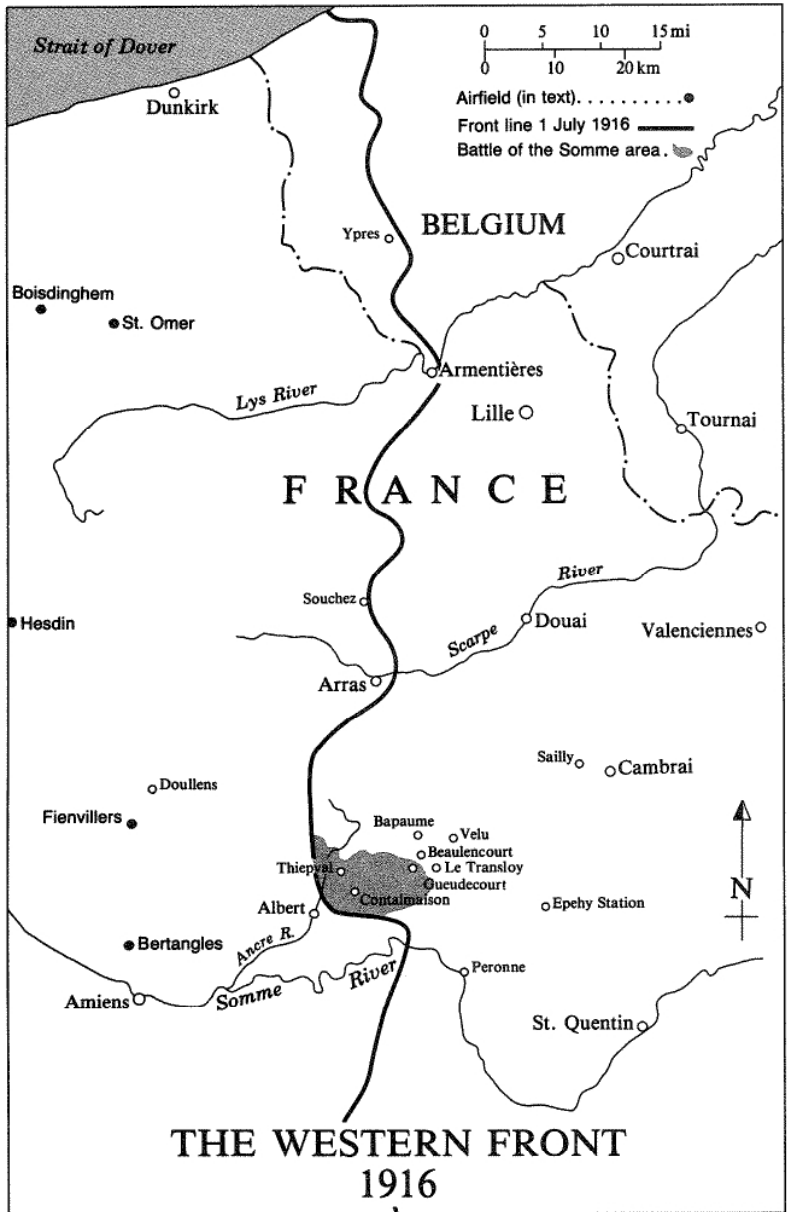 Strait of Dover
0 5 10 15 mi
0 10 20 km
Dunkirk
Airfield (in text). . . . . . . . . .
Front line 1 July 1916
Battle of the Somme area .
Ypres
BELGIUM
Courtrai
Boisdinghem
St. Omer
Armentières
Lys River
Lille
Tournai
FRANCE
Souchez
Scarpe River
Hesdin
Douai
Valenciennes
Arras
Sailly
Cambrai
Doullens
Fienvillers
Bapaume
Velu
Beaulencourt
Thiepval
Le Transloy
Gueudecourt
Contalmaison
N
Albert
Epehy Station
Ancre R.
Bertangles
Peronne
Amiens
Somme River
St. Quentin
THE WESTERN FRONT
1916